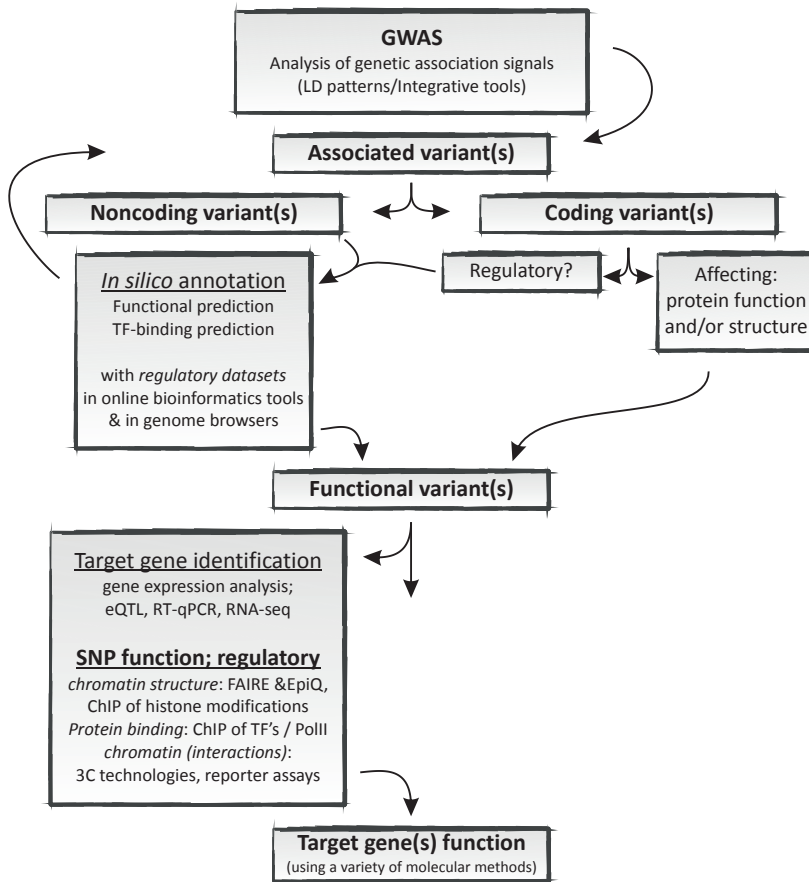 GWAS
Analysis of genetic association signals
(LD patterns/Integrative tools)
Associated variant(s)
Noncoding variant(s)
Coding variant(s)
In silico annotation
Functional prediction
TF-binding prediction
with regulatory datasets
in online bioinformatics tools
& in genome browsers
Regulatory?
Affecting:
protein function
and/or structure
Functional variant(s)
Target gene identification
gene expression analysis;
eQTL, RT-qPCR, RNA-seq
SNP function; regulatory
chromatin structure: FAIRE &EpiQ,
ChIP of histone modifications
Protein binding: ChIP of TF's / PolII
chromatin (interactions):
3C technologies, reporter assays
Target gene(s) function
(using a variety of molecular methods)